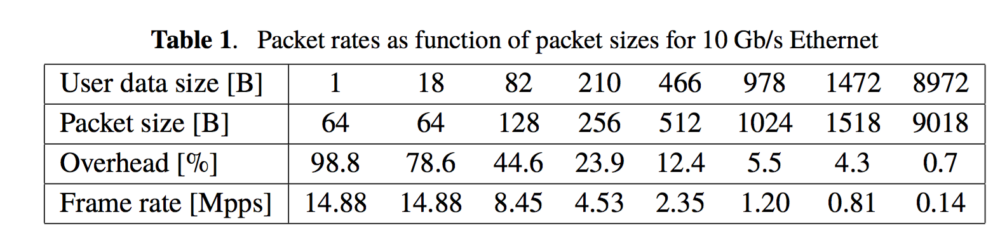 Table 1. Packet rates as function of packet sizes for 10 Gb/s Ethernet
User data size [B] 1 18 82 210 466 978 1472 8972
Packet size [B] 64 64 128 256 512 1024 1518 9018
Overhead [%] 98.8 78.6 44.6 23.9 12.4 5.5 4.3 0.7
Frame rate [Mpps] 14.88 14.88 8.45 4.53 2.35 1.20 0.81 0.14